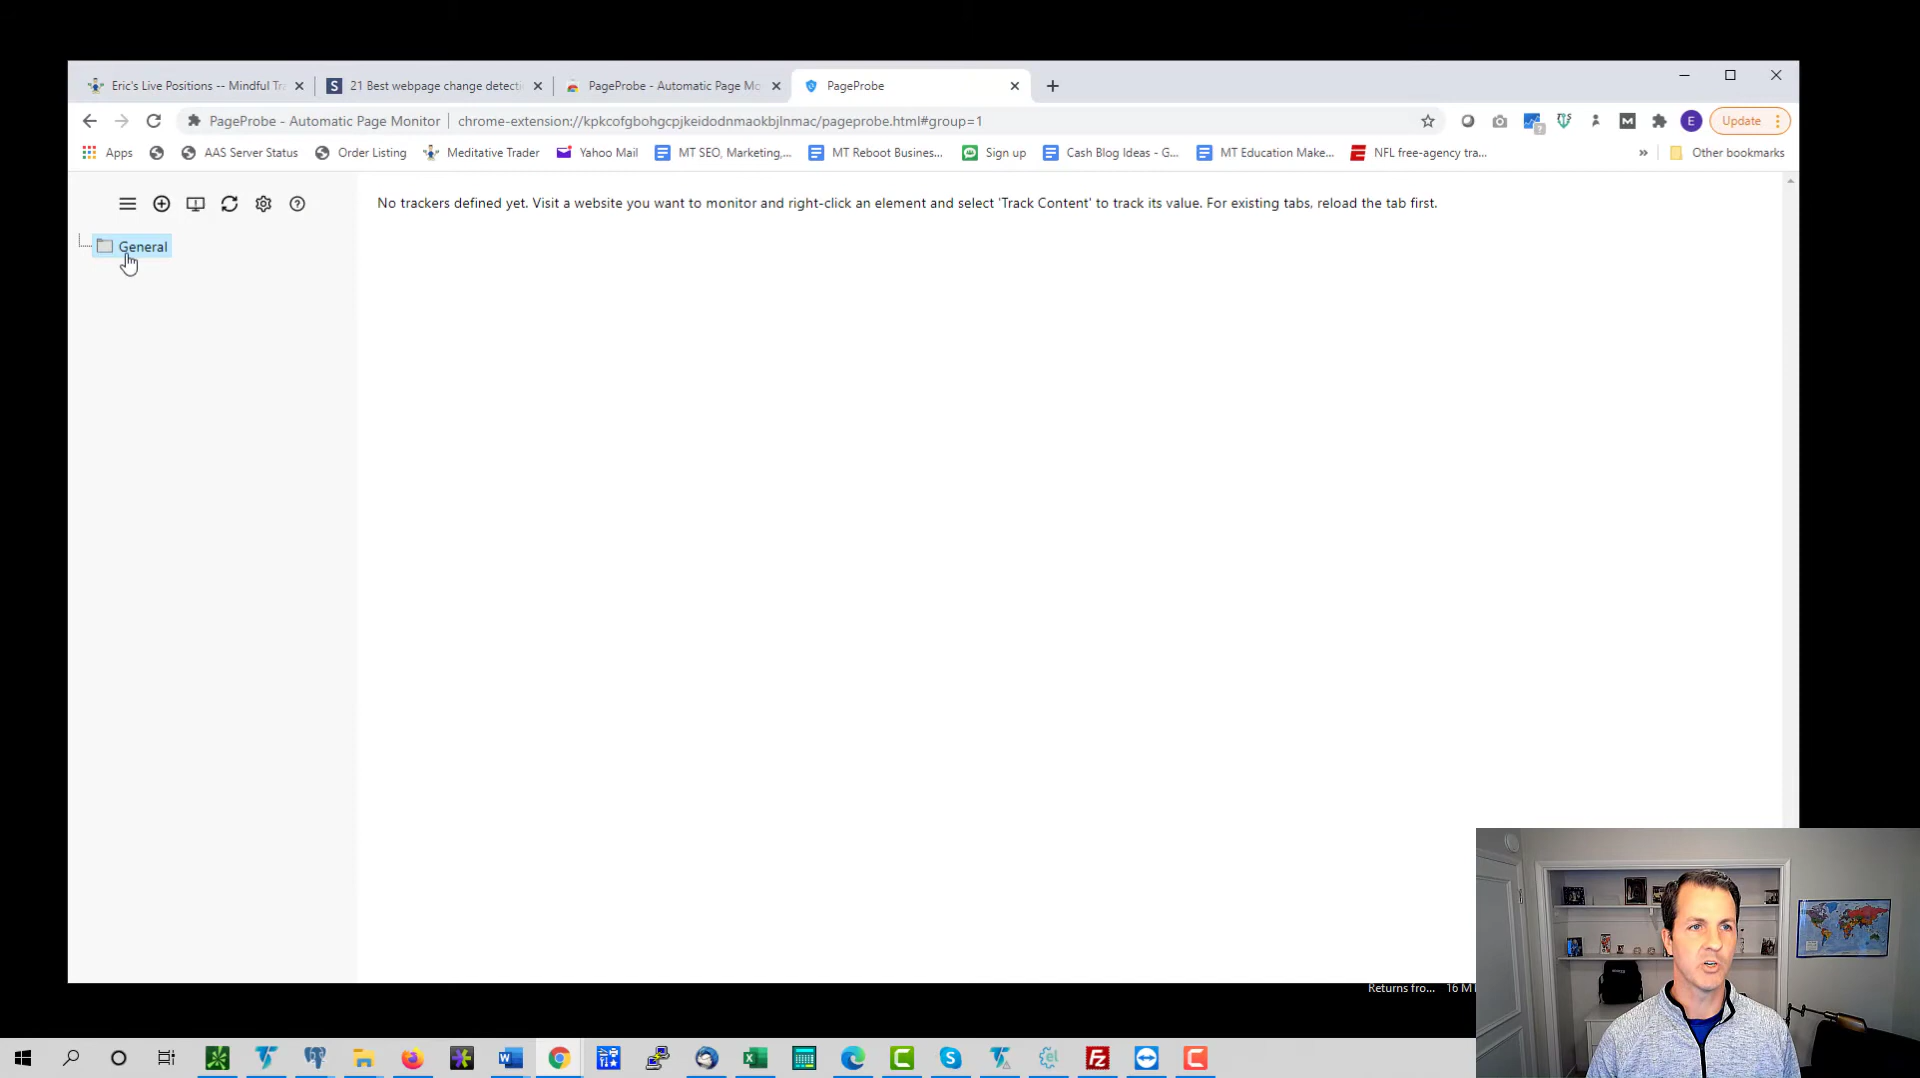 Eric's Live Positions -- Mindful Tra
21 Best webpage change detecti
PageProbe - Automatic Page Mo
PageProbe
PageProbe - Automatic Page Monitor
chrome-extension://kpkcofgbohgcpjkeidodnmaokbjlnmac/pageprobe.html#group=1
E
Update
Apps
AAS Server Status
Order Listing
Meditative Trader
Yahoo Mail
MT SEO, Marketing,...
MT Reboot Busines...
Sign up
Cash Blog Ideas - G...
MT Education Make...
NFL free-agency tra...
»
Other bookmarks
No trackers defined yet. Visit a website you want to monitor and right-click an element and select 'Track Content' to track its value. For existing tabs, reload the tab first.
General
Returns fro...
16 MT